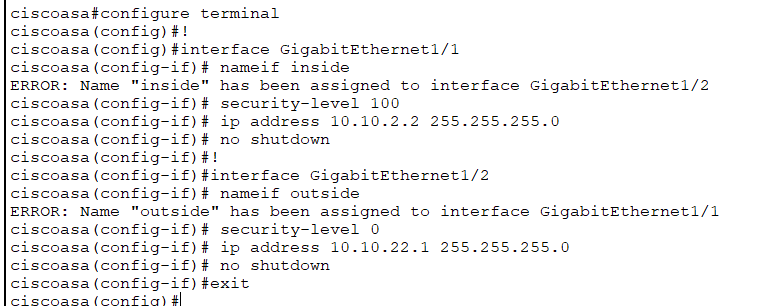 ciscoasa#configure terminal
ciscoasa(config)#!
ciscoasa(config)#interface GigabitEthernet1/1
ciscoasa(config-if)# nameif inside
ERROR: Name "inside" has been assigned to interface GigabitEthernet1/2
ciscoasa(config-if)# security-level 100
ciscoasa(config-if)# ip address 10.10.2.2 255.255.255.0
ciscoasa(config-if)# no shutdown
ciscoasa(config-if)#!
ciscoasa(config-if)#interface GigabitEthernet1/2
ciscoasa(config-if)# nameif outside
ERROR: Name "outside" has been assigned to interface GigabitEthernet1/1
ciscoasa(config-if)# security-level 0
ciscoasa(config-if)# ip address 10.10.22.1 255.255.255.0
ciscoasa(config-if)# no shutdown
ciscoasa(config-if)#exit
ciscoasa(config)#